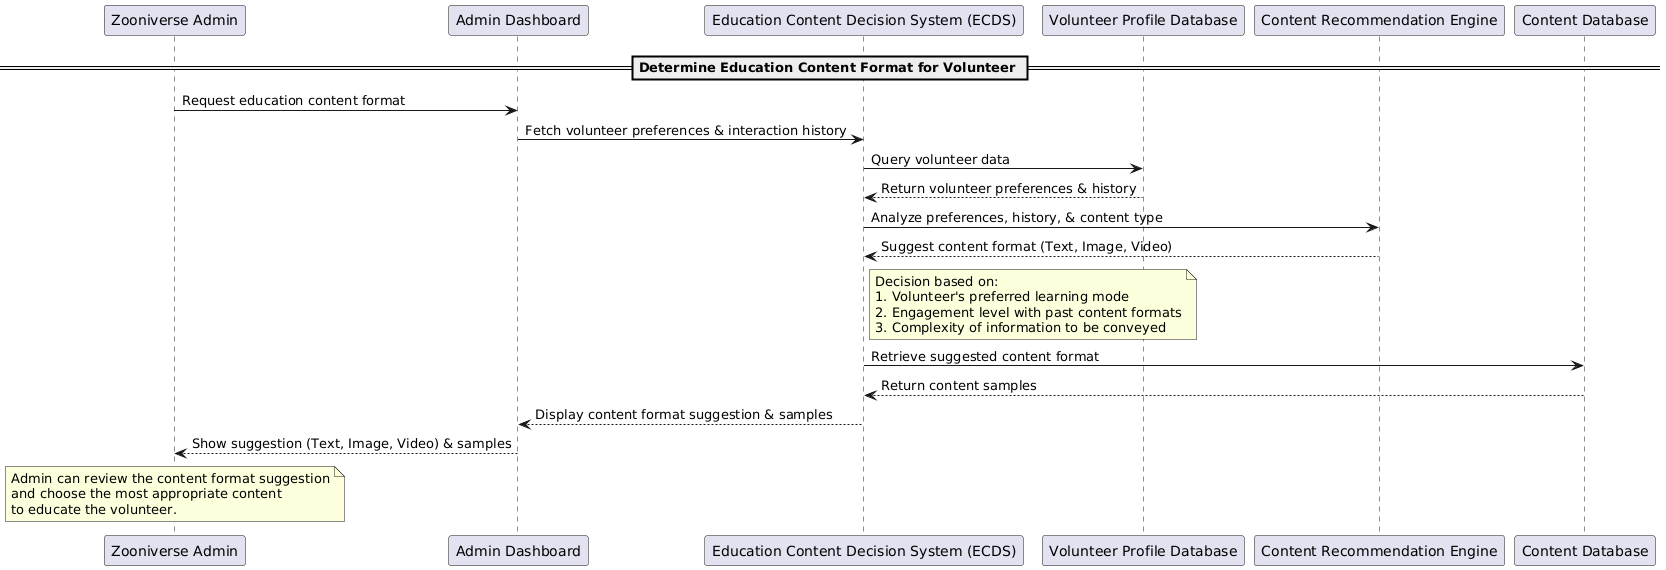 Zooniverse Admin
Admin Dashboard
Education Content Decision System (ECDS)
Volunteer Profile Database
Content Recommendation Engine
Content Database
Determine Education Content Format for Volunteer
Request education content format
Fetch volunteer preferences & interaction history
Query volunteer data
Return volunteer preferences & history
Analyze preferences, history, & content type
Suggest content format (Text, Image, Video)
Decision based on:
1. Volunteer's preferred learning mode
2. Engagement level with past content formats
3. Complexity of information to be conveyed
Retrieve suggested content format
Return content samples
Display content format suggestion & samples
Show suggestion (Text, Image, Video) & samples
Admin can review the content format suggestion
and choose the most appropriate content
to educate the volunteer.
Zooniverse Admin
Admin Dashboard
Education Content Decision System (ECDS)
Volunteer Profile Database
Content Recommendation Engine
Content Database